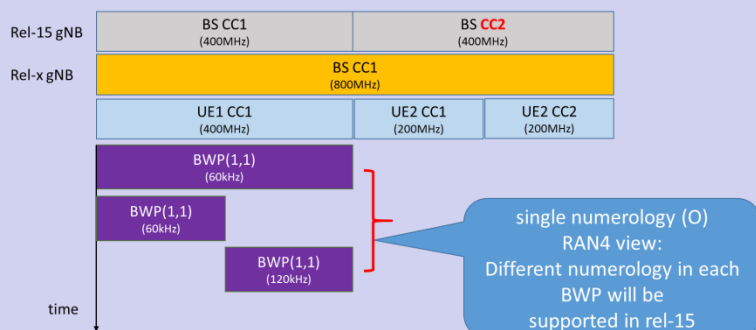 Rel-15 gNB
BS CC1
(400MHz)
BS CC2
(400MHz)
Rel-x gNB
BS CC1
(800MHz)
UE1 CC1
(400MHz)
UE2 CC1
(200MHz)
UE2 CC2
(200MHz)
BWP(1,1)
(60kHz)
BWP(1,1)
(60kHz)
BWP(1,1)
(120kHz)
time
single numerology (O)
RAN4 view:
Different numerology in each
BWP will be
supported in rel-15